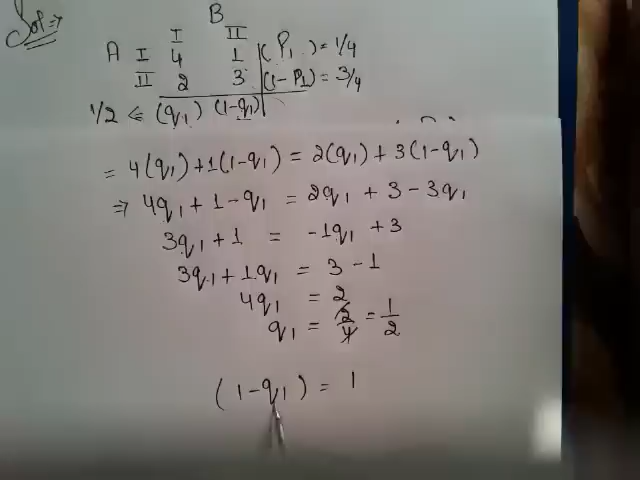 Sol ⇒
B
I II
A I 4 1 (P₁) = 1/4
II 2 3 (1-P₁) = 3/4
1/2 ⇐ (q₁) (1-q₁)
= 4(q₁)+1(1-q₁) = 2(q₁)+3(1-q₁)
⇒ 4q₁+1-q₁ = 2q₁+3-3q₁
3q₁+1 = -1q₁+3
3q₁+1q₁ = 3-1
4q₁ = 2
q₁ = 2/4 = 1/2
(1-q₁) = 1